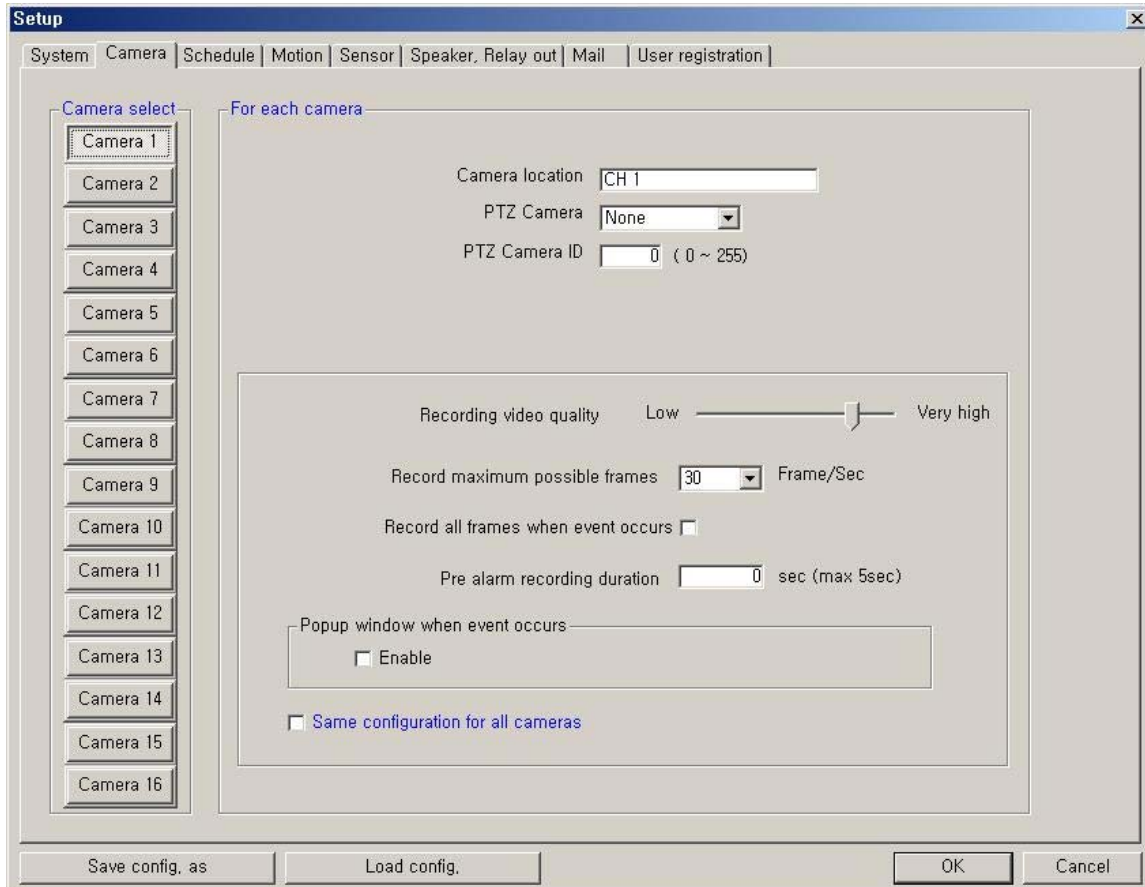 Setup
System Camera Schedule Motion Sensor Speaker, Relay out Mail User registration
Camera select
Camera 1
Camera 2
Camera 3
Camera 4
Camera 5
Camera 6
Camera 7
Camera 8
Camera 9
Camera 10
Camera 11
Camera 12
Camera 13
Camera 14
Camera 15
Camera 16
For each camera
Camera location CH 1
PTZ Camera None
PTZ Camera ID 0 ( 0 ~ 255)
Recording video quality Low Very high
Record maximum possible frames 30 Frame/Sec
Record all frames when event occurs
Pre alarm recording duration 0 sec (max 5sec)
Popup window when event occurs
Enable
Same configuration for all cameras
Save config, as Load config, OK Cancel